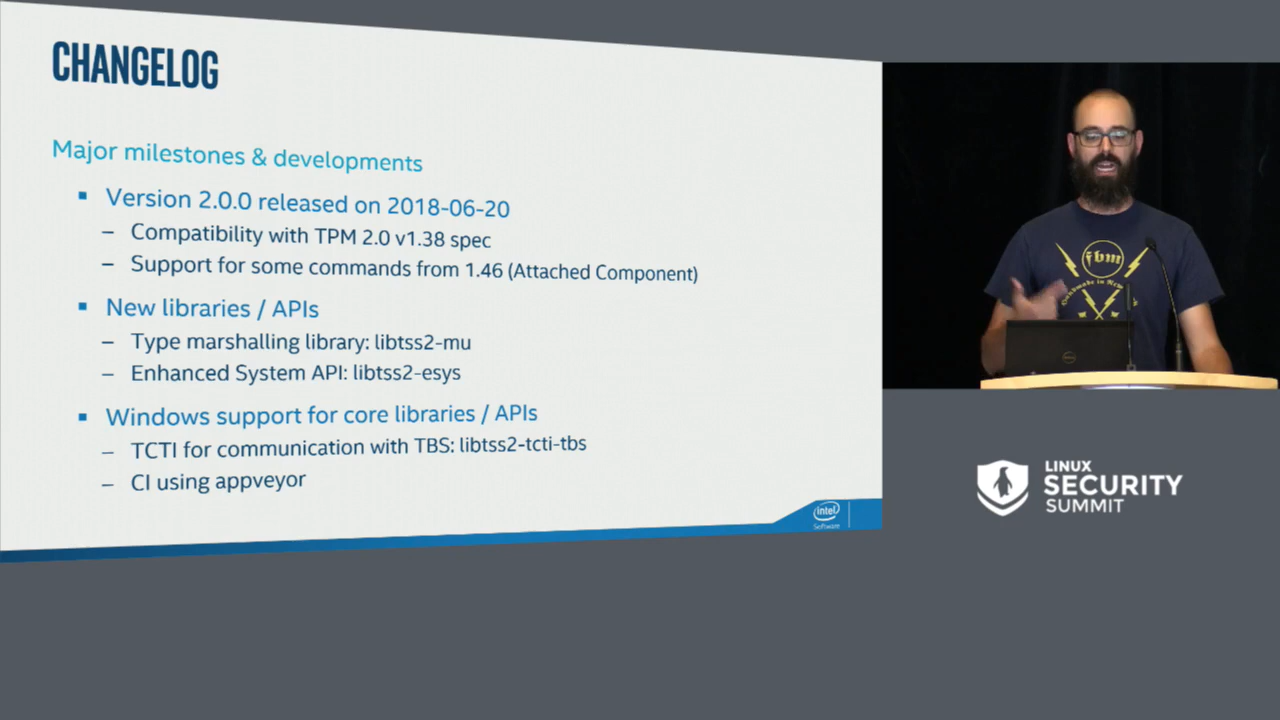 CHANGELOG
Major milestones & developments
▪ Version 2.0.0 released on 2018-06-20
– Compatibility with TPM 2.0 v1.38 spec
– Support for some commands from 1.46 (Attached Component)
▪ New libraries / APIs
– Type marshalling library: libtss2-mu
– Enhanced System API: libtss2-esys
▪ Windows support for core libraries / APIs
– TCTI for communication with TBS: libtss2-tcti-tbs
– CI using appveyor
intel
Software
fbm
LINUX
SECURITY
SUMMIT